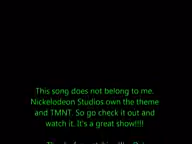 This song does not belong to me.
Nickelodeon Studios own the theme
and TMNT. So go check it out and
watch it. It's a great show!!!!